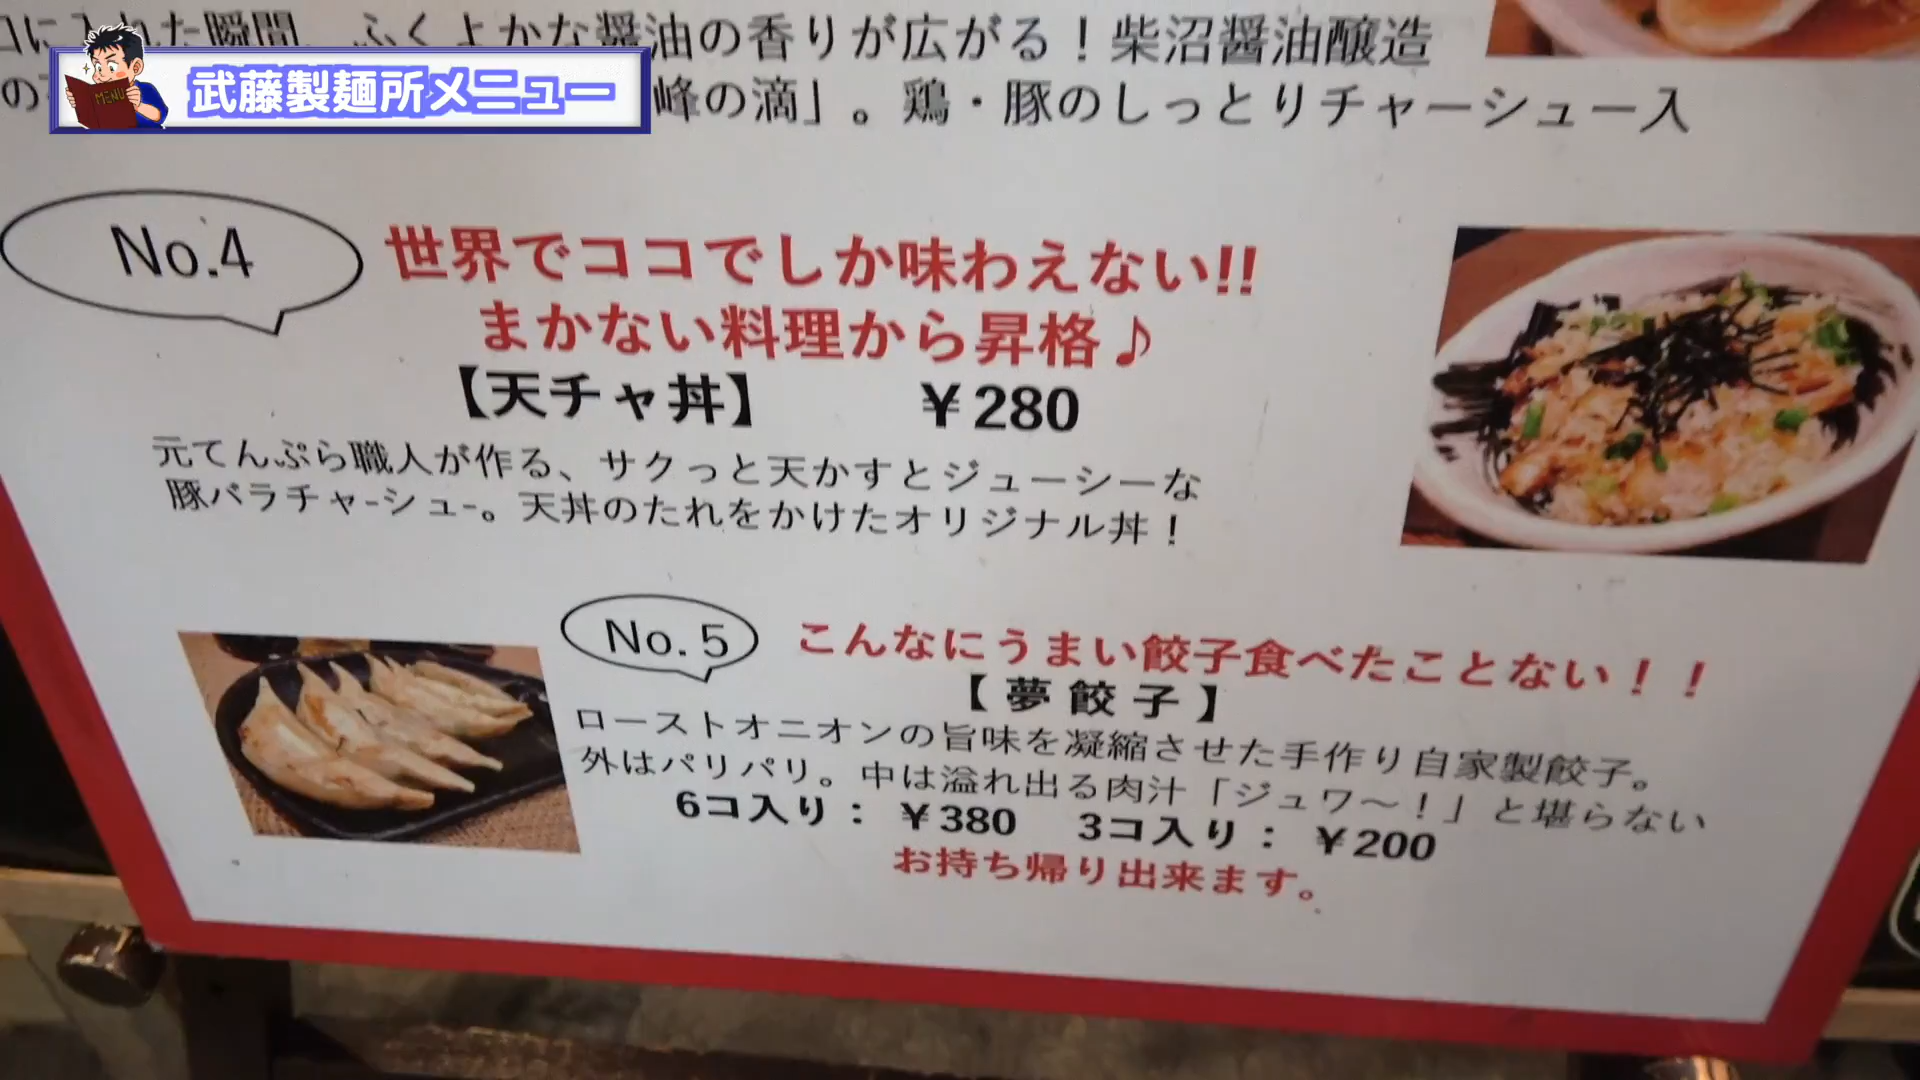 た瞬間、ふくよかな醤油の香りが広がる！柴沼醤油醸造
MENU
武藤製麺所メニュー
の
峰の滴」。鶏・豚のしっとりチャーシュー入
No.4
世界でココでしか味わえない!!
まかない料理から昇格♪
【天チャ丼】 ￥280
元てんぷら職人が作る、サクっと天かすとジューシーな
豚バラチャ-シュ-。天丼のたれをかけたオリジナル丼！
No.5
こんなにうまい餃子食べたことない！！
【夢餃子】
ローストオニオンの旨味を凝縮させた手作り自家製餃子。
外はパリパリ。中は溢れ出る肉汁「ジュワ～！」と堪らない
6コ入り：￥380 3コ入り：￥200
お持ち帰り出来ます。